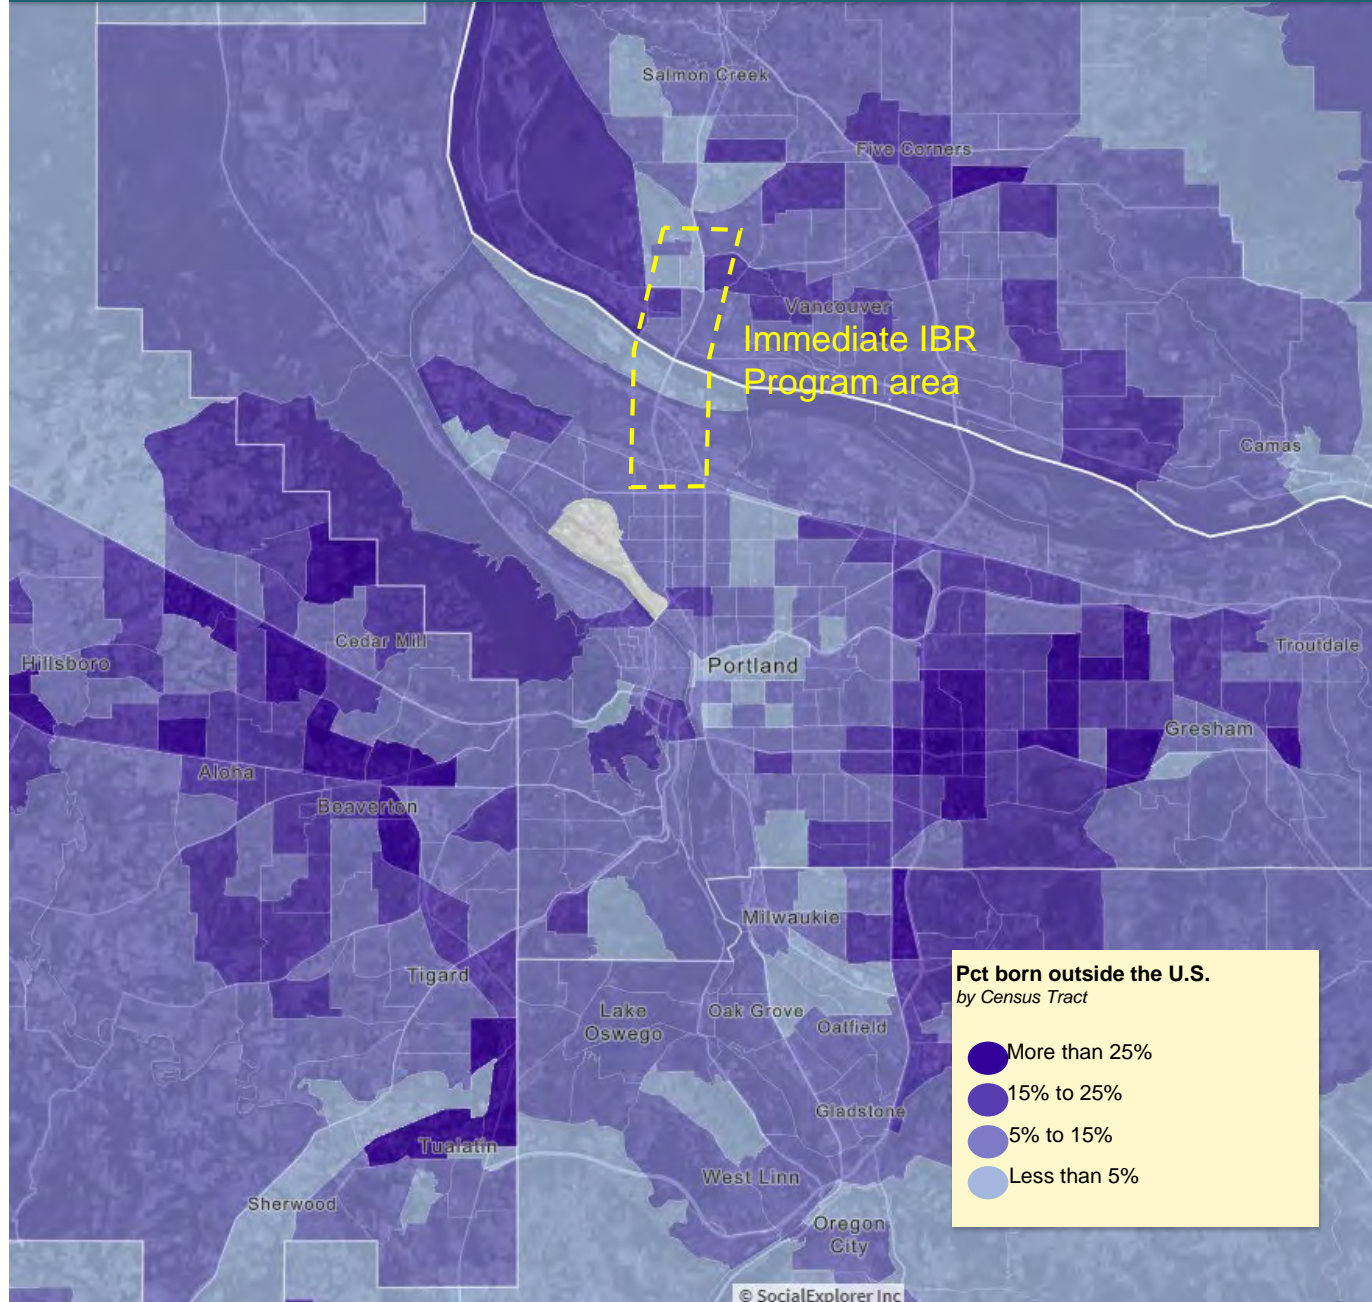 Salmon Creek
Five Corners
Vancouver
Immediate IBR
Program area
Camas
Cedar Mill
Hillsboro
Portland
Troutdale
Gresham
Aloha
Beaverton
Milwaukie
Tigard
Lake
Oswego
Oak Grove
Oatfield
Gladstone
Tualatin
West Linn
Sherwood
Oregon
City
Pct born outside the U.S.
by Census Tract
More than 25%
15% to 25%
5% to 15%
Less than 5%
© SocialExplorer Inc